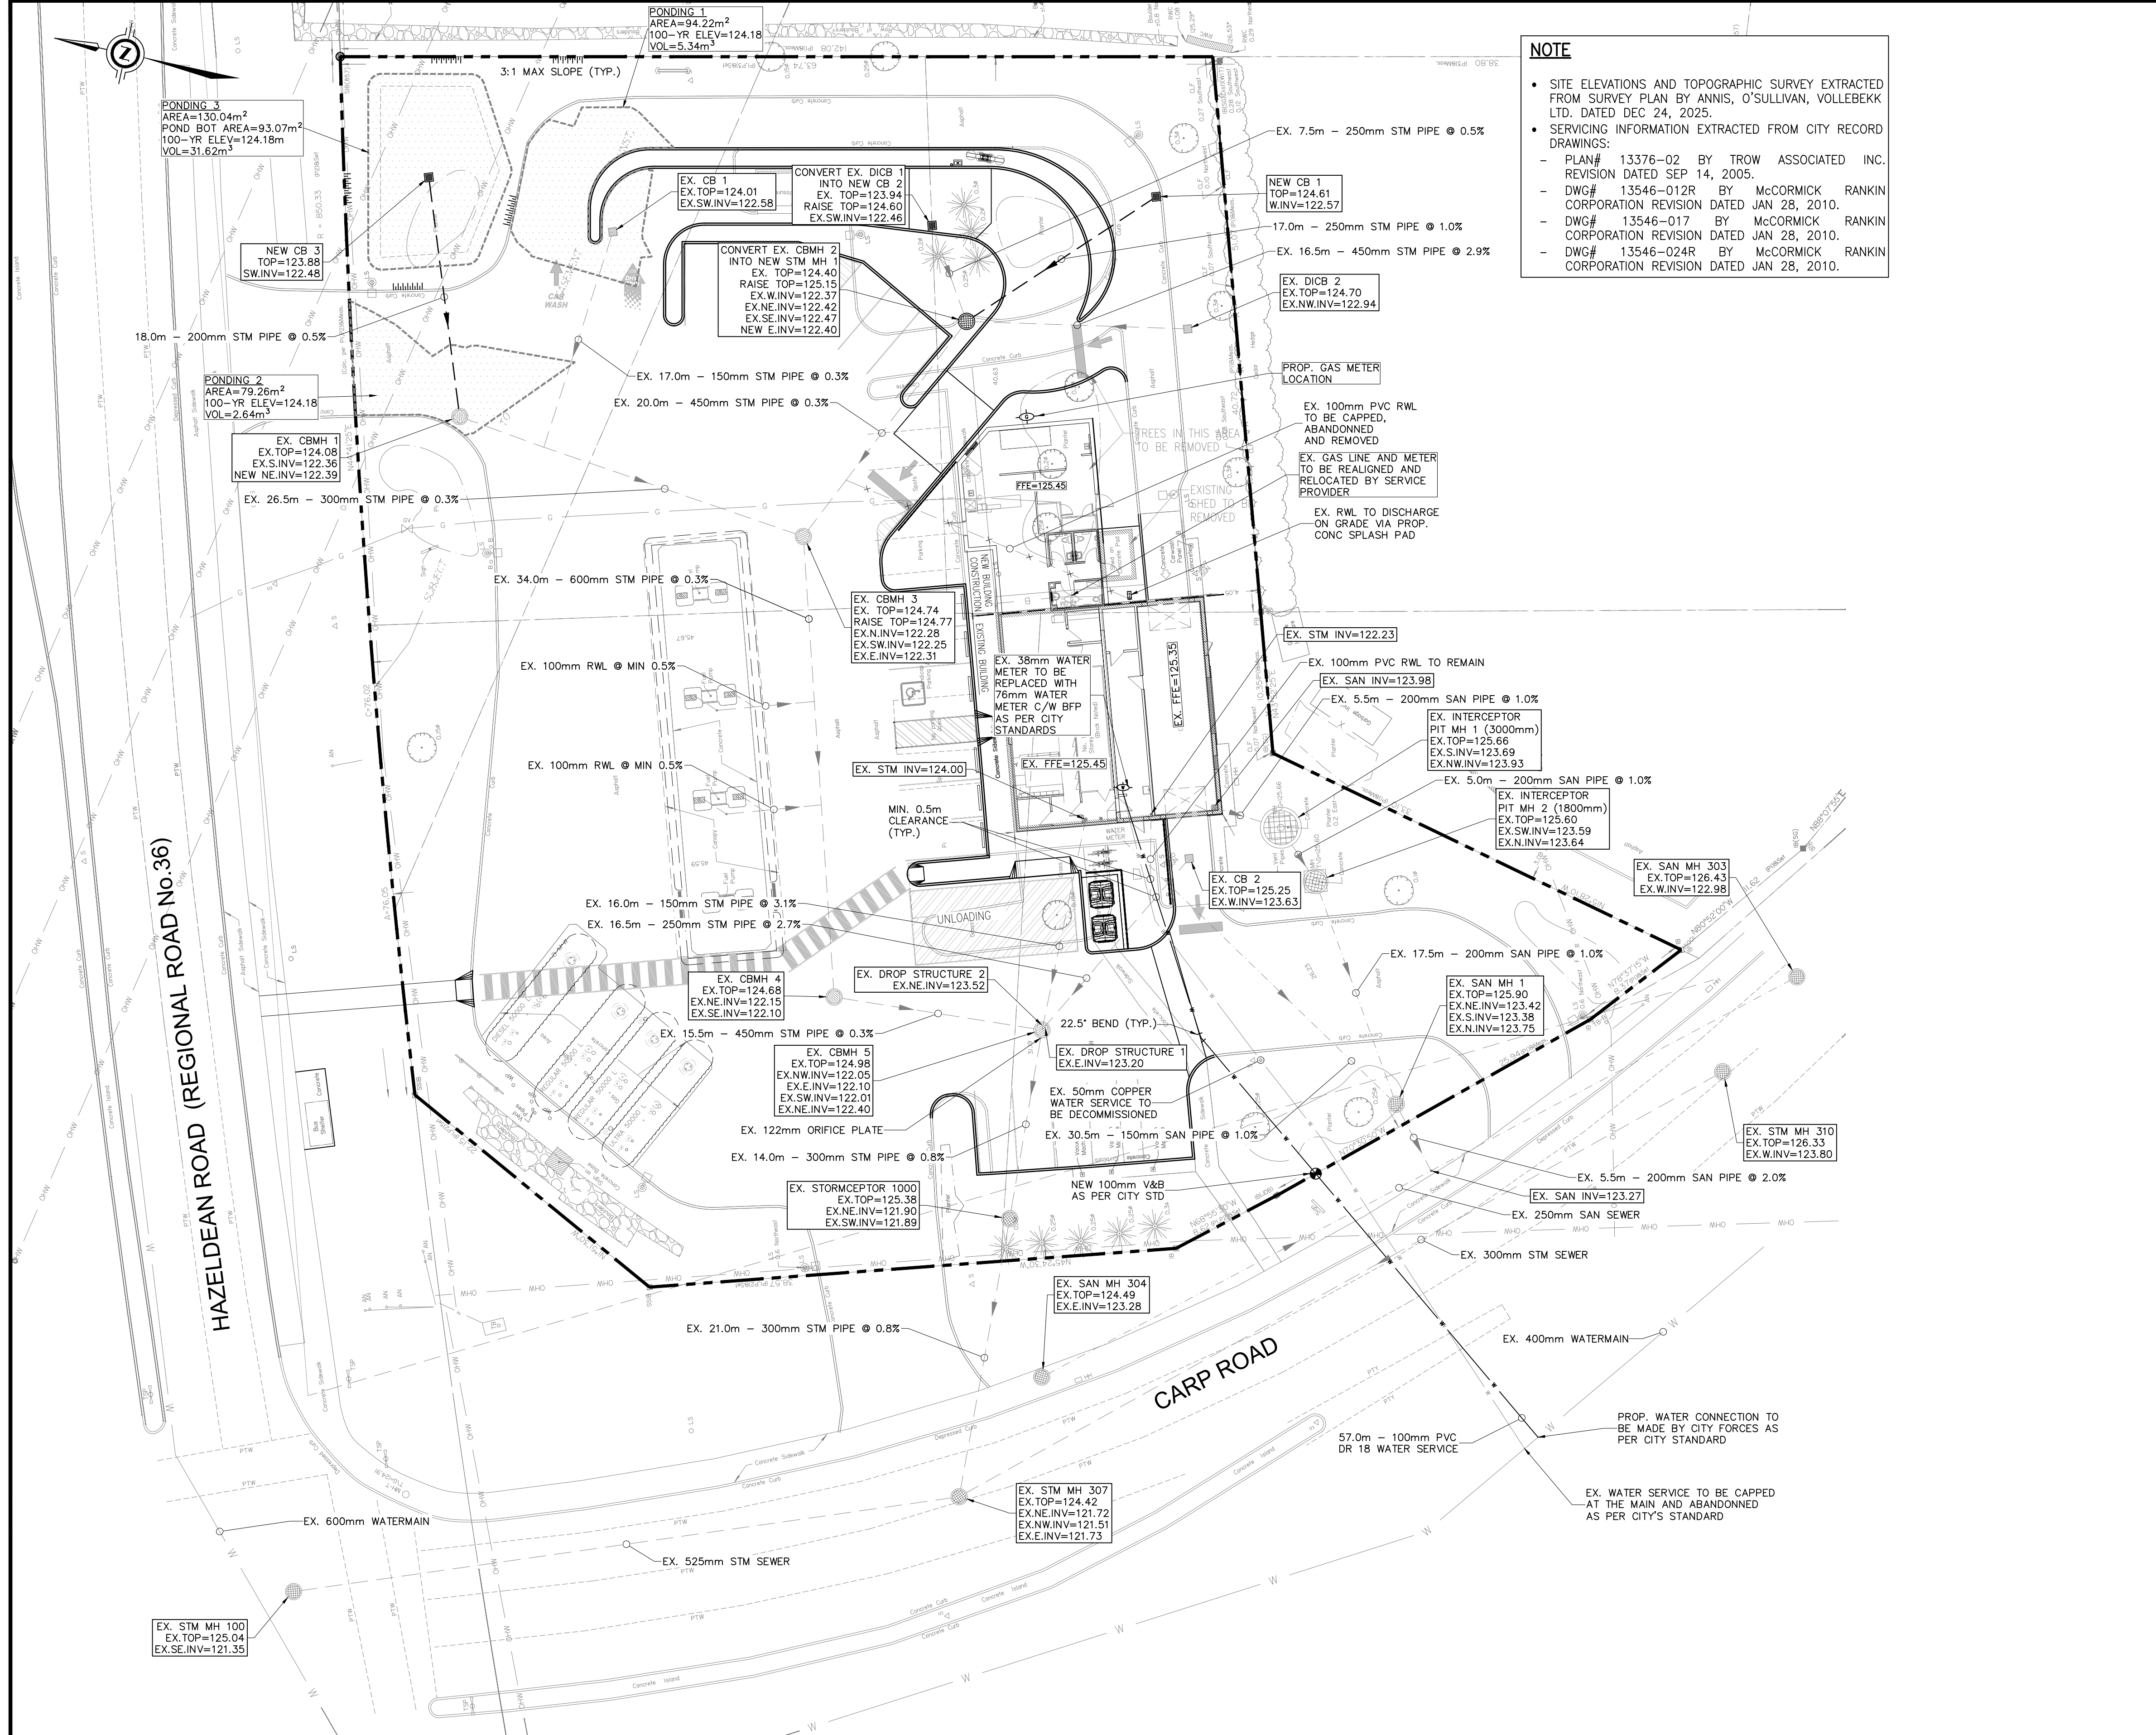 PONDING 1
AREA=94.22m²
100-YR ELEV=124.18
VOL=5.34m³
3:1 MAX SLOPE (TYP.)
PONDING 3
AREA=130.04m²
POND BOT AREA=93.07m²
100-YR ELEV=124.18m
VOL=31.62m³
NOTE
• SITE ELEVATIONS AND TOPOGRAPHIC SURVEY EXTRACTED
FROM SURVEY PLAN BY ANNIS, O'SULLIVAN, VOLLEBEKK
LTD. DATED DEC 24, 2025.
• SERVICING INFORMATION EXTRACTED FROM CITY RECORD
DRAWINGS:
- PLAN# 13376-02 BY TROW ASSOCIATED INC.
REVISION DATED SEP 14, 2005.
- DWG# 13546-012R BY McCORMICK RANKIN
CORPORATION REVISION DATED JAN 28, 2010.
- DWG# 13546-017 BY McCORMICK RANKIN
CORPORATION REVISION DATED JAN 28, 2010.
- DWG# 13546-024R BY McCORMICK RANKIN
CORPORATION REVISION DATED JAN 28, 2010.
EX. 7.5m - 250mm STM PIPE @ 0.5%
EX. CB 1
EX.TOP=124.01
EX.SW.INV=122.58
CONVERT EX. DICB 1
INTO NEW CB 2
EX. TOP=123.94
RAISE TOP=124.60
EX.SW.INV=122.46
NEW CB 1
TOP=124.61
W.INV=122.57
17.0m - 250mm STM PIPE @ 1.0%
EX. 16.5m - 450mm STM PIPE @ 2.9%
NEW CB 3
TOP=123.88
SW.INV=122.48
CONVERT EX. CBMH 2
INTO NEW STM MH 1
EX. TOP=124.40
RAISE TOP=125.15
EX.W.INV=122.37
EX.NE.INV=122.42
EX.SE.INV=122.47
NEW E.INV=122.40
EX. DICB 2
EX.TOP=124.70
EX.NW.INV=122.94
CAR
WASH
18.0m - 200mm STM PIPE @ 0.5%
PONDING 2
AREA=79.26m²
100-YR ELEV=124.18
VOL=2.64m³
EX. 17.0m - 150mm STM PIPE @ 0.3%
EX. 20.0m - 450mm STM PIPE @ 0.3%
PROP. GAS METER
LOCATION
EX. CBMH 1
EX.TOP=124.08
EX.S.INV=122.36
NEW NE.INV=122.39
EX. 26.5m - 300mm STM PIPE @ 0.3%
TREES IN THIS AREA
TO BE REMOVED
EX. 100mm PVC RWL
TO BE CAPPED,
ABANDONNED
AND REMOVED
EX. GAS LINE AND METER
TO BE REALIGNED AND
RELOCATED BY SERVICE
PROVIDER
FFE=125.45
EXISTING
SHED TO BE
REMOVED
EX. RWL TO DISCHARGE
ON GRADE VIA PROP.
CONC SPLASH PAD
EX. 34.0m - 600mm STM PIPE @ 0.3%
EX. CBMH 3
EX. TOP=124.74
RAISE TOP=124.77
EX.N.INV=122.28
EX.SW.INV=122.25
EX.E.INV=122.31
NEW BUILDING
CONSTRUCTION
EXISTING BUILDING
EX. STM INV=122.23
EX. 100mm RWL @ MIN 0.5%
EX. 38mm WATER
METER TO BE
REPLACED WITH
76mm WATER
METER C/W BFP
AS PER CITY
STANDARDS
EX. FFE=125.35
EX. 100mm PVC RWL TO REMAIN
EX. SAN INV=123.98
EX. 5.5m - 200mm SAN PIPE @ 1.0%
EX. INTERCEPTOR
PIT MH 1 (3000mm)
EX.TOP=125.66
EX.S.INV=123.69
EX.NW.INV=123.93
EX. 100mm RWL @ MIN 0.5%
EX. STM INV=124.00
EX. FFE=125.45
EX. 5.0m - 200mm SAN PIPE @ 1.0%
EX. INTERCEPTOR
PIT MH 2 (1800mm)
EX.TOP=125.60
EX.SW.INV=123.59
EX.N.INV=123.64
MIN. 0.5m
CLEARANCE
(TYP.)
WATER
METER
EX. CB 2
EX.TOP=125.25
EX.W.INV=123.63
EX. SAN MH 303
EX.TOP=126.43
EX.W.INV=122.98
UNLOADING
EX. 16.0m - 150mm STM PIPE @ 3.1%
EX. 16.5m - 250mm STM PIPE @ 2.7%
EX. CBMH 4
EX.TOP=124.68
EX.NE.INV=122.15
EX.SE.INV=122.10
EX. DROP STRUCTURE 2
EX.NE.INV=123.52
EX. 17.5m - 200mm SAN PIPE @ 1.0%
EX. SAN MH 1
EX.TOP=125.90
EX.NE.INV=123.42
EX.S.INV=123.38
EX.N.INV=123.75
EX. 15.5m - 450mm STM PIPE @ 0.3%
22.5° BEND (TYP.)
EX. CBMH 5
EX.TOP=124.98
EX.NW.INV=122.05
EX.E.INV=122.10
EX.SW.INV=122.01
EX.NE.INV=122.40
EX. DROP STRUCTURE 1
EX.E.INV=123.20
EX. 50mm COPPER
WATER SERVICE TO
BE DECOMMISSIONED
EX. 122mm ORIFICE PLATE
EX. 30.5m - 150mm SAN PIPE @ 1.0%
EX. 14.0m - 300mm STM PIPE @ 0.8%
EX. STM MH 310
EX.TOP=126.33
EX.W.INV=123.80
EX. STORMCEPTOR 1000
EX.TOP=125.38
EX.NE.INV=121.90
EX.SW.INV=121.89
NEW 100mm V&B
AS PER CITY STD
EX. 5.5m - 200mm SAN PIPE @ 2.0%
EX. SAN INV=123.27
EX. 250mm SAN SEWER
EX. 300mm STM SEWER
HAZELDEAN ROAD (REGIONAL ROAD No.36)
EX. SAN MH 304
EX.TOP=124.49
EX.E.INV=123.28
EX. 21.0m - 300mm STM PIPE @ 0.8%
EX. 400mm WATERMAIN
CARP ROAD
57.0m - 100mm PVC
DR 18 WATER SERVICE
PROP. WATER CONNECTION TO
BE MADE BY CITY FORCES AS
PER CITY STANDARD
EX. WATER SERVICE TO BE CAPPED
AT THE MAIN AND ABANDONNED
AS PER CITY'S STANDARD
EX. STM MH 307
EX.TOP=124.42
EX.NE.INV=121.72
EX.NW.INV=121.51
EX.E.INV=121.73
EX. 600mm WATERMAIN
EX. 525mm STM SEWER
EX. STM MH 100
EX.TOP=125.04
EX.SE.INV=121.35